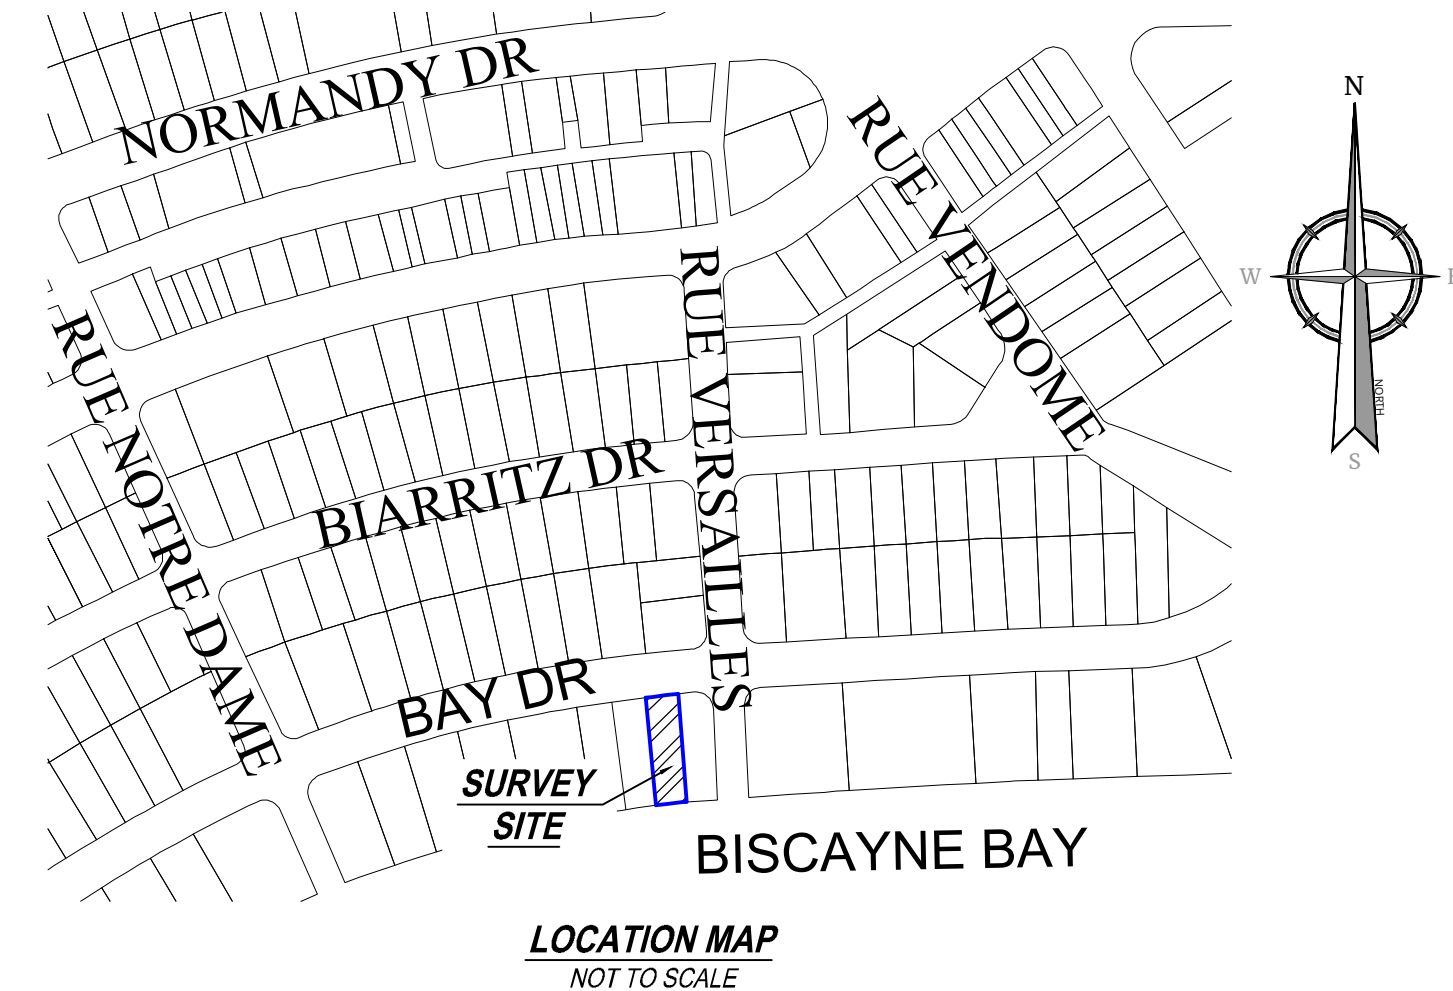 NORMANDY DR
RUE VENDOME
N
W
E
S
NORTH
RUE VERSAILLES
RUE NOTRE DAME
BIARRITZ DR
BAY DR
SURVEY
SITE
BISCAYNE BAY
LOCATION MAP
NOT TO SCALE